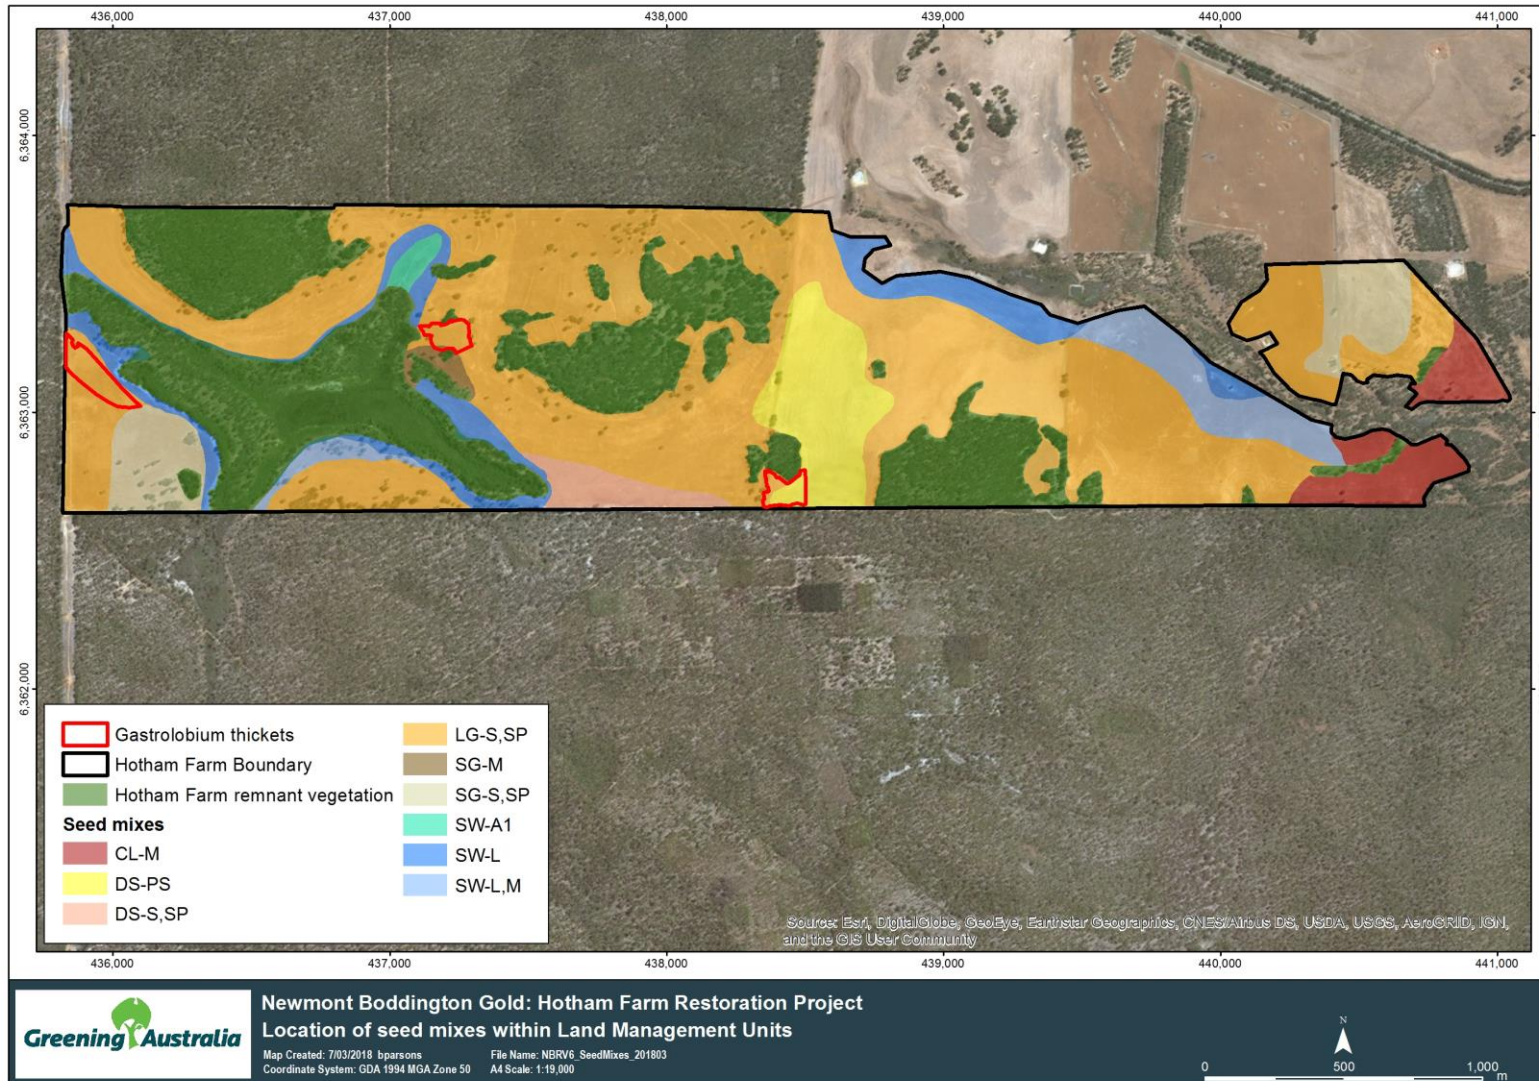 436,000 437,000 438,000 439,000 440,000 441,000
6,364,000
6,363,000
6,362,000
Gastrolobium thickets
Hotham Farm Boundary
Hotham Farm remnant vegetation
Seed mixes
CL-M
DS-PS
DS-S,SP
LG-S,SP
SG-M
SG-S,SP
SW-A1
SW-L
SW-L,M
Source: Esri, DigitalGlobe, GeoEye, Earthstar Geographics, CNES/Airbus DS, USDA, USGS, AeroGRID, IGN,
and the GIS User Community
436,000 437,000 438,000 439,000 440,000 441,000
Greening Australia
Newmont Boddington Gold: Hotham Farm Restoration Project
Location of seed mixes within Land Management Units
Map Created: 7/03/2018 bparsons File Name: NBRV6_SeedMixes_201803
Coordinate System: GDA 1994 MGA Zone 50 A4 Scale: 1:19,000
N
0 500 1,000
m